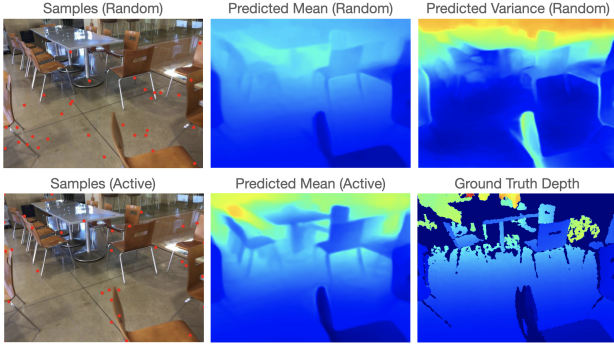 Samples (Random)
Predicted Mean (Random)
Predicted Variance (Random)
Samples (Active)
Predicted Mean (Active)
Ground Truth Depth